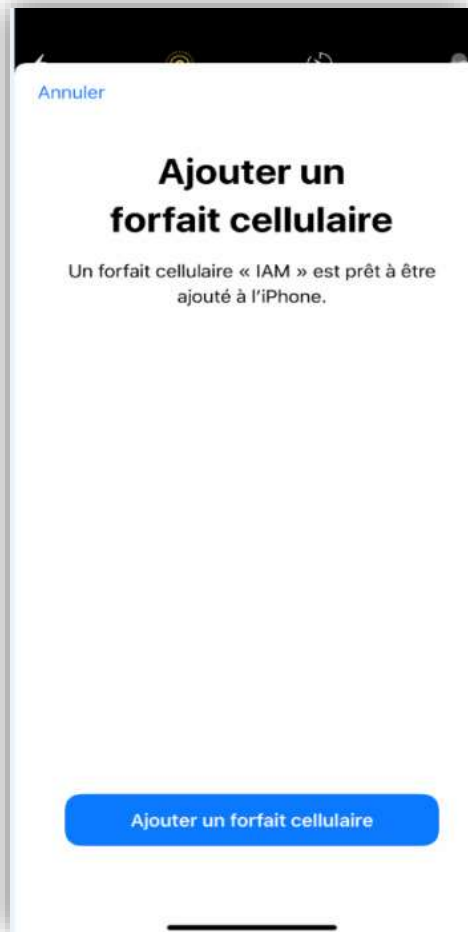 Annuler
Ajouter un
forfait cellulaire
Un forfait cellulaire « IAM » est prêt à être
ajouté à l'iPhone.
Ajouter un forfait cellulaire